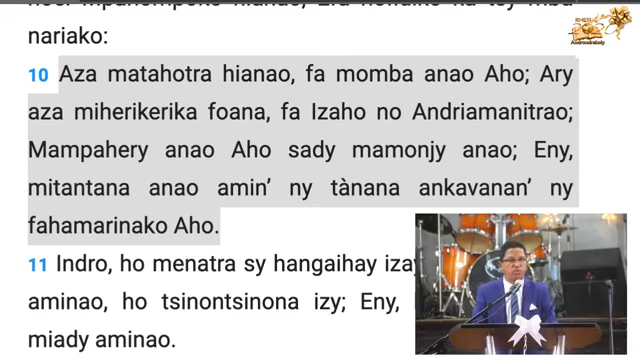 nariako:
10 Aza matahotra hianao, fa momba anao Aho; Ary
aza miherikerika foana, fa Izaho no Andriamanitrao;
Mampahery anao Aho sady mamonjy anao; Eny,
mitantana anao amin’ ny tànana ankavanan’ ny
fahamarinako Aho.
11 Indro, ho menatra sy hangaihay
aminao, ho tsinontsinona izy; Eny,
miady aminao.